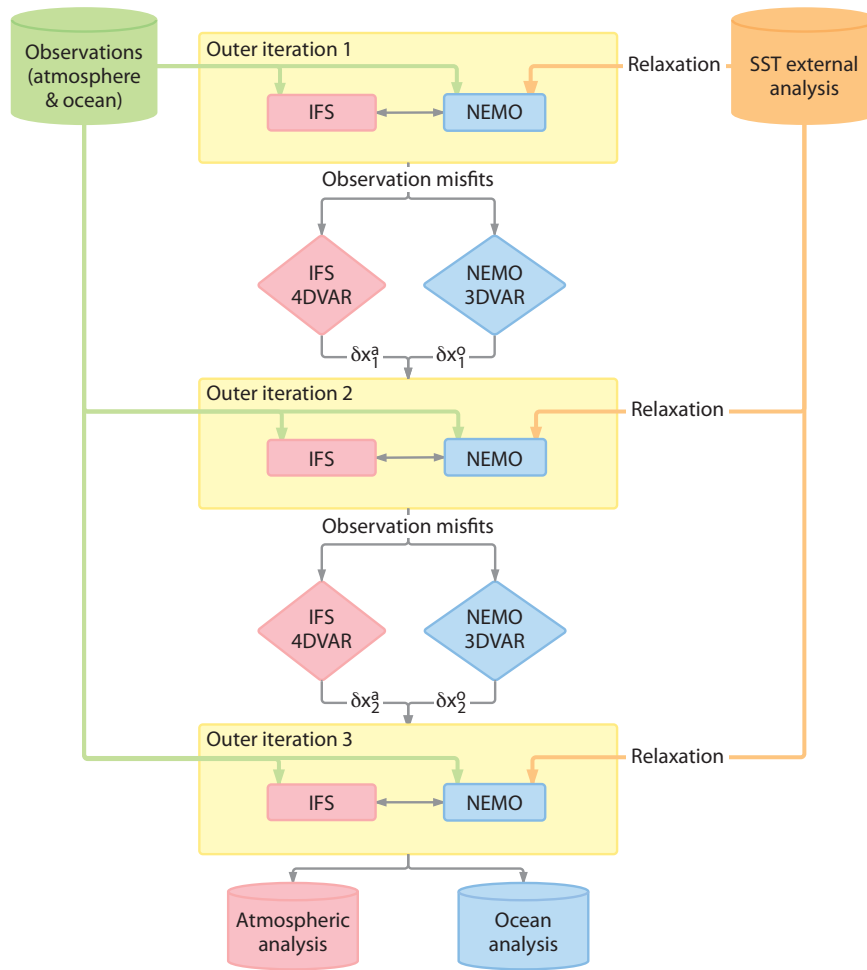 Observations
(atmosphere
& ocean)
Outer iteration 1
Relaxation
SST external
analysis
IFS
NEMO
Observation misfits
IFS
4DVAR
NEMO
3DVAR
δx₁ᵃ
δx₁ᵒ
Outer iteration 2
Relaxation
IFS
NEMO
Observation misfits
IFS
4DVAR
NEMO
3DVAR
δx₂ᵃ
δx₂ᵒ
Outer iteration 3
Relaxation
IFS
NEMO
Atmospheric
analysis
Ocean
analysis